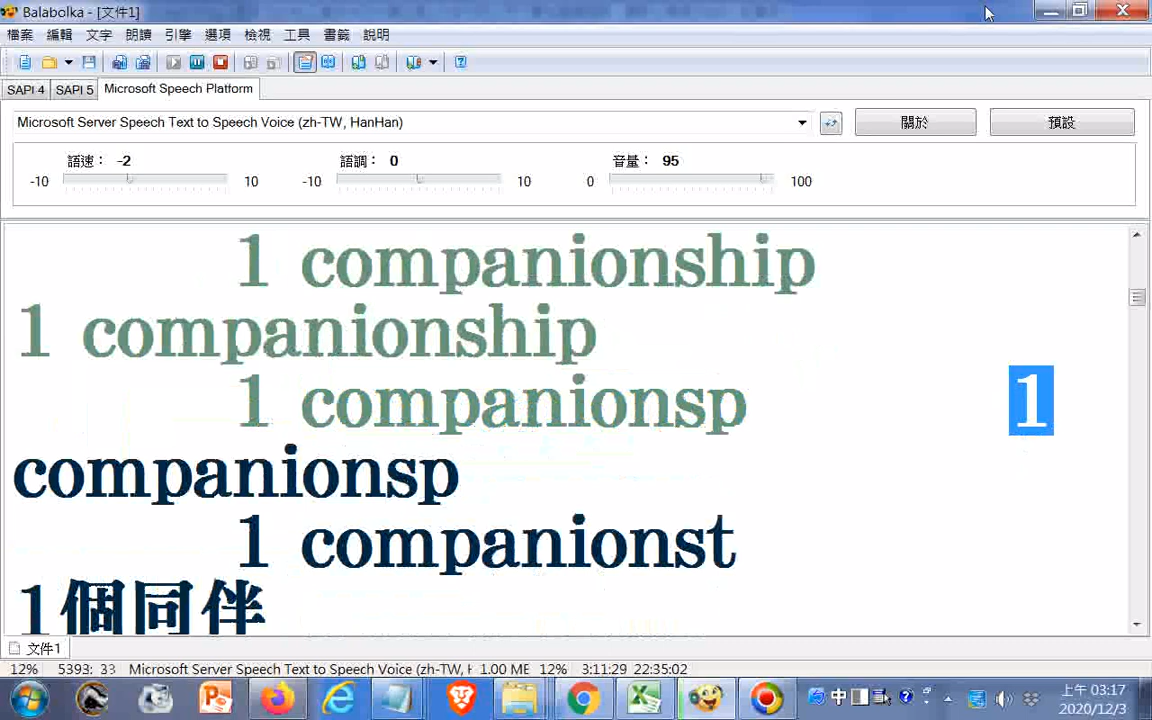 Balabolka - [文件1]
檔案 編輯 文字 朗讀 引擎 選項 檢視 工具 書籤 說明
SAPI 4 SAPI 5 Microsoft Speech Platform
Microsoft Server Speech Text to Speech Voice (zh-TW, HanHan) 關於 預設
語速： -2 語調： 0 音量： 95
-10 10 -10 10 0 100
1 companionship
1 companionship
1 companionsp 1
companionsp
1 companionst
1個同伴
文件1
12% 5393: 33 Microsoft Server Speech Text to Speech Voice (zh-TW, H 1.00 ME 12% 3:11:29 22:35:02
中 上午 03:17
2020/12/3